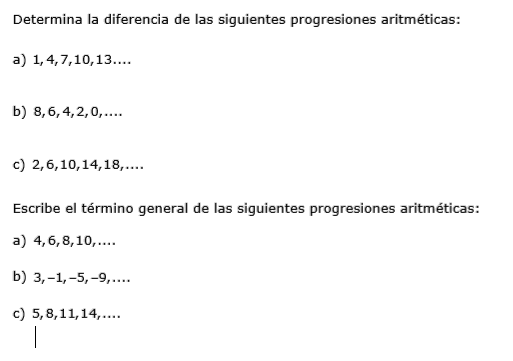 Determina la diferencia de las siguientes progresiones aritméticas:
a) 1,4,7,10,13....
b) 8,6,4,2,0,....
c) 2,6,10,14,18,....
Escribe el término general de las siguientes progresiones aritméticas:
a) 4,6,8,10,....
b) 3,−1,−5,−9,....
c) 5,8,11,14,....